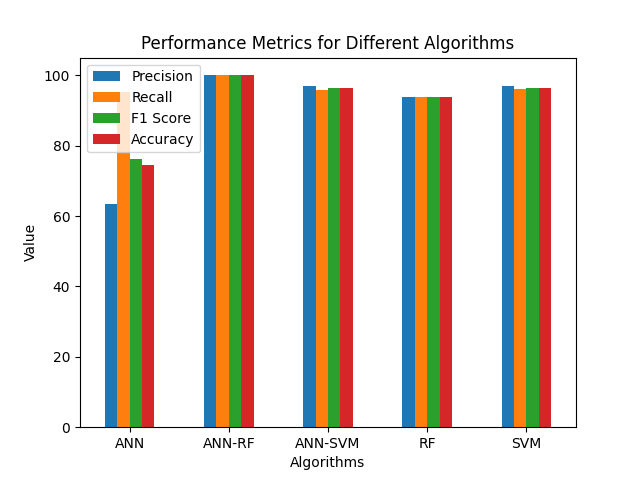 Performance Metrics for Different Algorithms
Precision
Recall
F1 Score
Accuracy
100
80
60
40
20
0
Value
ANN ANN-RF ANN-SVM RF SVM
Algorithms